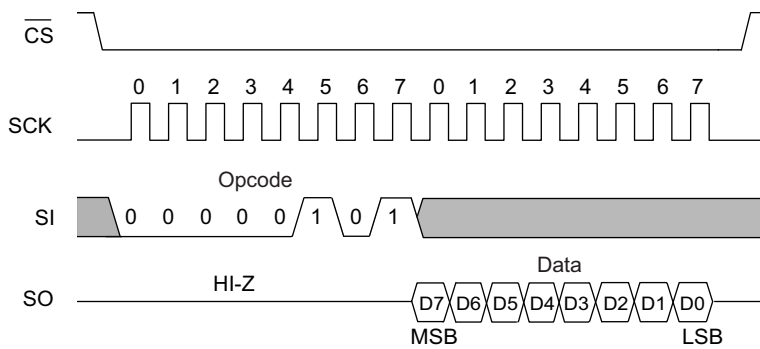 CS
0 1 2 3 4 5 6 7 0 1 2 3 4 5 6 7
SCK
Opcode
SI 0 0 0 0 0 1 0 1
Data
HI-Z
SO D7 D6 D5 D4 D3 D2 D1 D0
MSB LSB